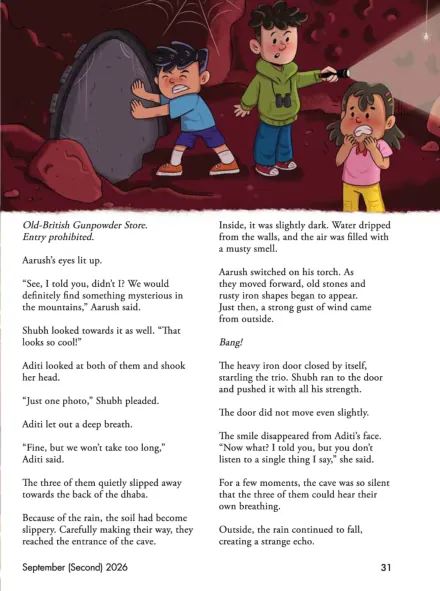 Old-British Gunpowder Store.
Entry prohibited.
Aarush’s eyes lit up.
“See, I told you, didn’t I? We would
definitely find something mysterious in
the mountains,” Aarush said.
Shubh looked towards it as well. “That
looks so cool!”
Aditi looked at both of them and shook
her head.
“Just one photo,” Shubh pleaded.
Aditi let out a deep breath.
“Fine, but we won’t take too long,”
Aditi said.
The three of them quietly slipped away
towards the back of the dhaba.
Because of the rain, the soil had become
slippery. Carefully making their way, they
reached the entrance of the cave.
Inside, it was slightly dark. Water dripped
from the walls, and the air was filled with
a musty smell.
Aarush switched on his torch. As
they moved forward, old stones and
rusty iron shapes began to appear.
Just then, a strong gust of wind came
from outside.
Bang!
The heavy iron door closed by itself,
startling the trio. Shubh ran to the door
and pushed it with all his strength.
The door did not move even slightly.
The smile disappeared from Aditi’s face.
“Now what? I told you, but you don’t
listen to a single thing I say,” she said.
For a few moments, the cave was so silent
that the three of them could hear their
own breathing.
Outside, the rain continued to fall,
creating a strange echo.
September (Second) 2026
31